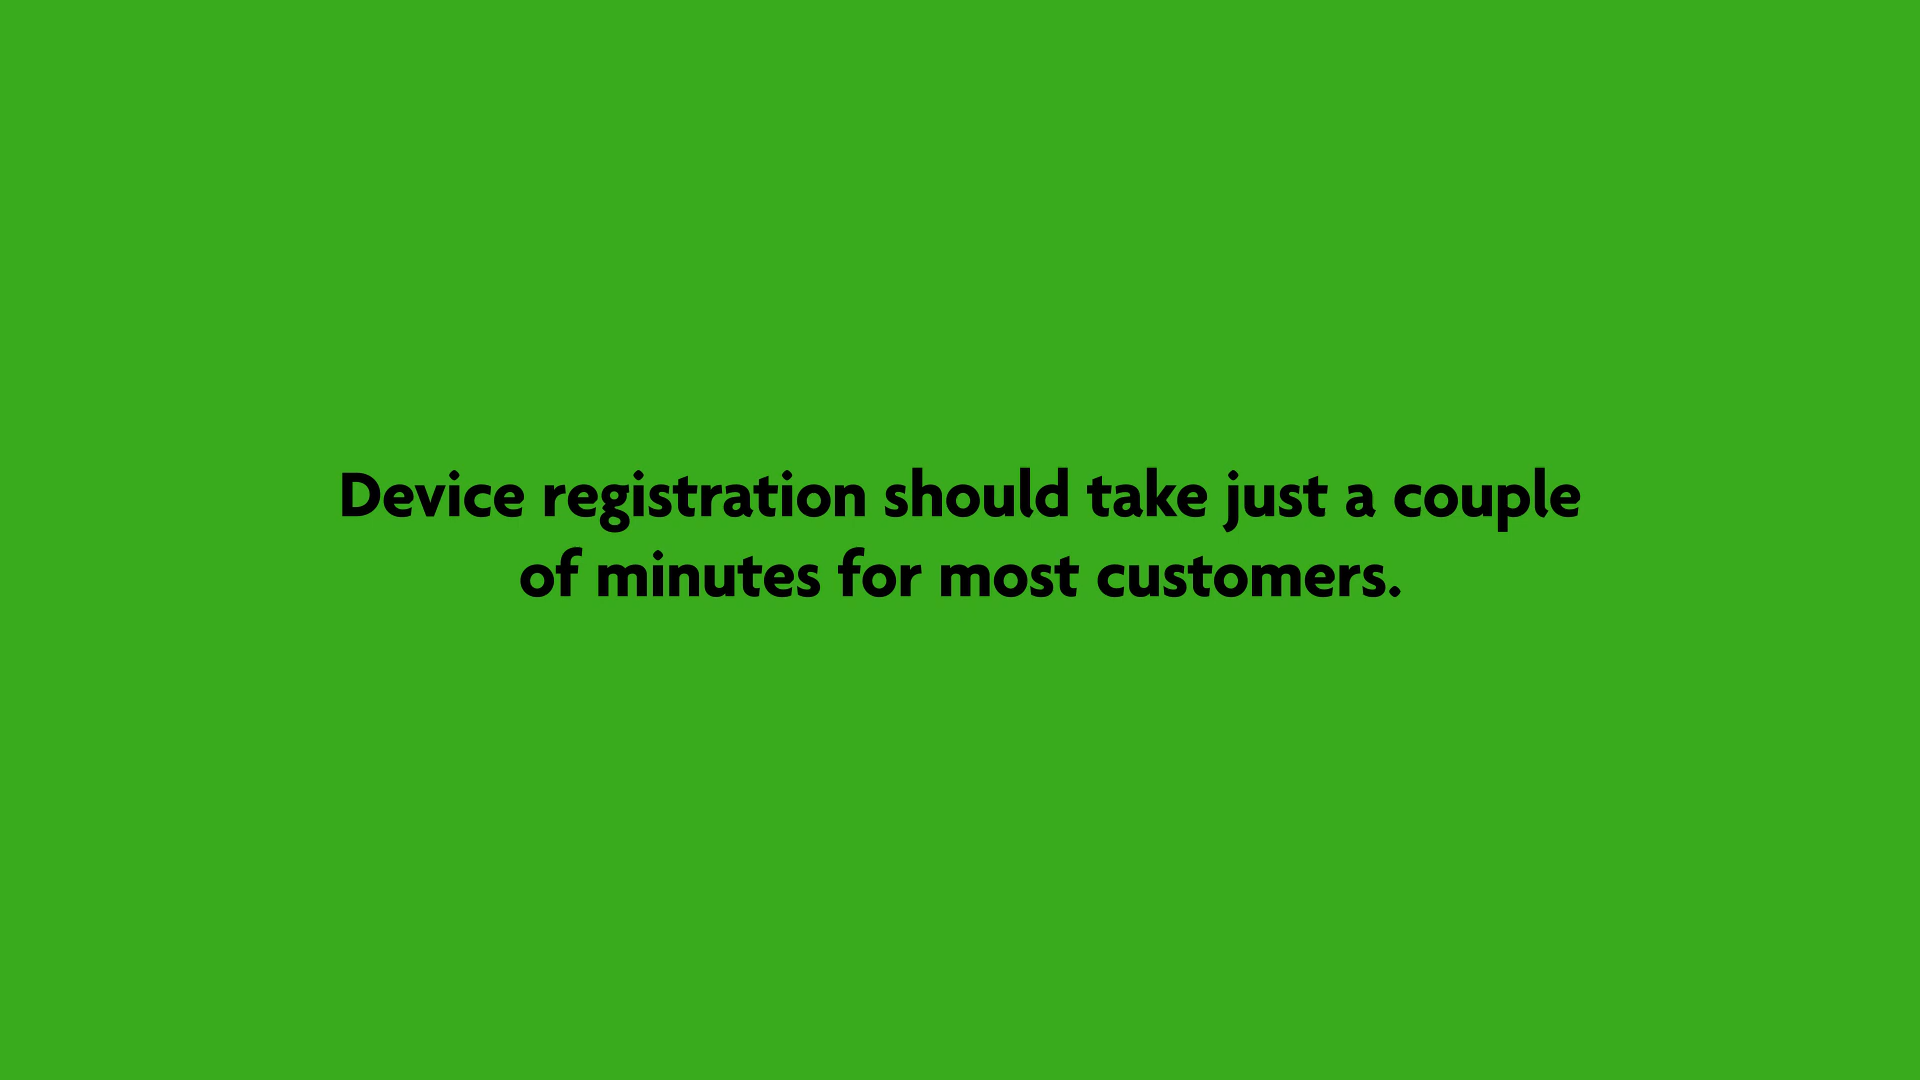 Device registration should take just a couple
of minutes for most customers.